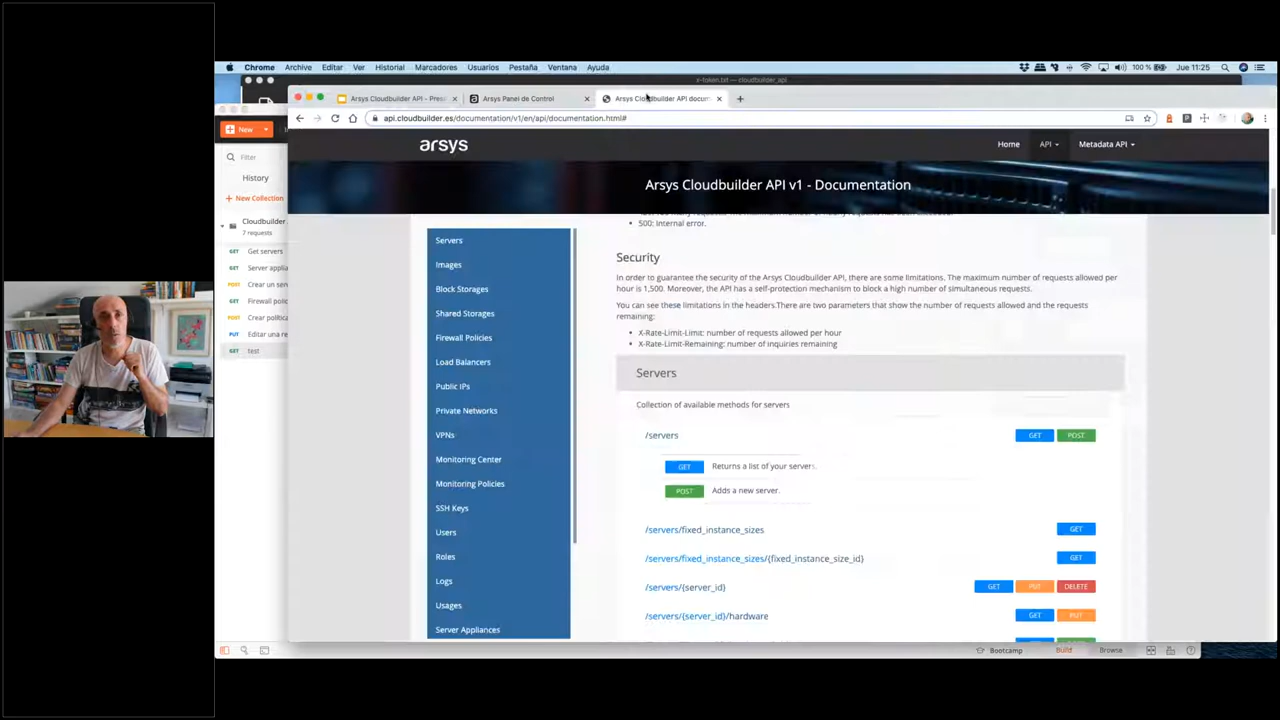 Chrome Archivo Editar Ver Historial Marcadores Usuarios Pestaña Ventana Ayuda 100 % Jue 11:25
x-token.txt — cloudbuilder_api
Arsys Cloudbuilder API - Pres Arsys Panel de Control Arsys Cloudbuilder API docum
api.cloudbuilder.es/documentation/v1/en/api/documentation.html#
New
Filter
History
New Collection
Cloudbuilder
7 requests
GET Get servers
GET Server applia
POST Crear un ser
GET Firewall polic
POST Crear polític
PUT Editar una re
GET test
arsys
Home API Metadata API
Arsys Cloudbuilder API v1 - Documentation
Servers
Images
Block Storages
Shared Storages
Firewall Policies
Load Balancers
Public IPs
Private Networks
VPNs
Monitoring Center
Monitoring Policies
SSH Keys
Users
Roles
Logs
Usages
Server Appliances
500: Internal error.
Security
In order to guarantee the security of the Arsys Cloudbuilder API, there are some limitations. The maximum number of requests allowed per
hour is 1,500. Moreover, the API has a self-protection mechanism to block a high number of simultaneous requests.
You can see these limitations in the headers.There are two parameters that show the number of requests allowed and the requests
remaining:
X-Rate-Limit-Limit: number of requests allowed per hour
X-Rate-Limit-Remaining: number of inquiries remaining
Servers
Collection of available methods for servers
/servers GET POST
GET Returns a list of your servers.
POST Adds a new server.
/servers/fixed_instance_sizes GET
/servers/fixed_instance_sizes/{fixed_instance_size_id} GET
/servers/{server_id} GET PUT DELETE
/servers/{server_id}/hardware GET PUT
Bootcamp Build Browse